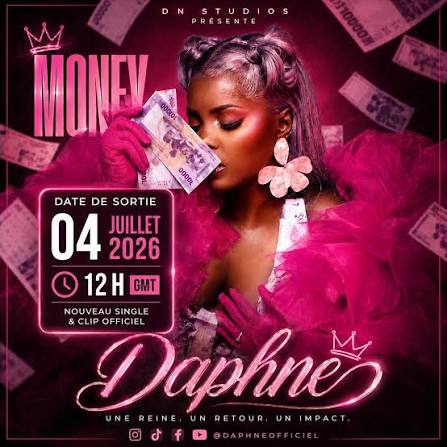 DN STUDIOS
PRÉSENTE
MONEY
DATE DE SORTIE
04 JUILLET
2026
12 H GMT
NOUVEAU SINGLE
& CLIP OFFICIEL
Daphne
UNE REINE. UN RETOUR. UN IMPACT.
@DAPHNEOFFICIEL